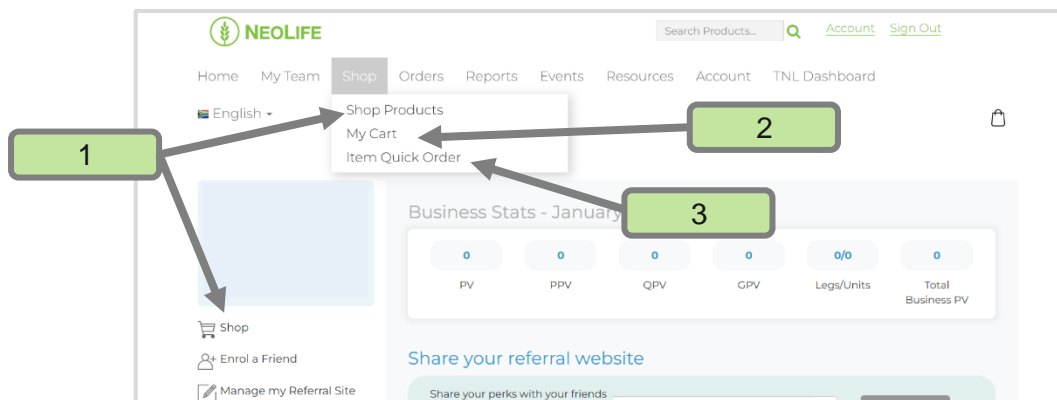 NEOLIFE
Search Products...
Account Sign Out
Home My Team Shop Orders Reports Events Resources Account TNL Dashboard
English
Shop Products
My Cart
Item Quick Order
1
2
3
Business Stats - January
0 0 0 0 0/0 0
PV PPV QPV GPV Legs/Units Total
Business PV
Shop
Enrol a Friend
Manage my Referral Site
Share your referral website
Share your perks with your friends